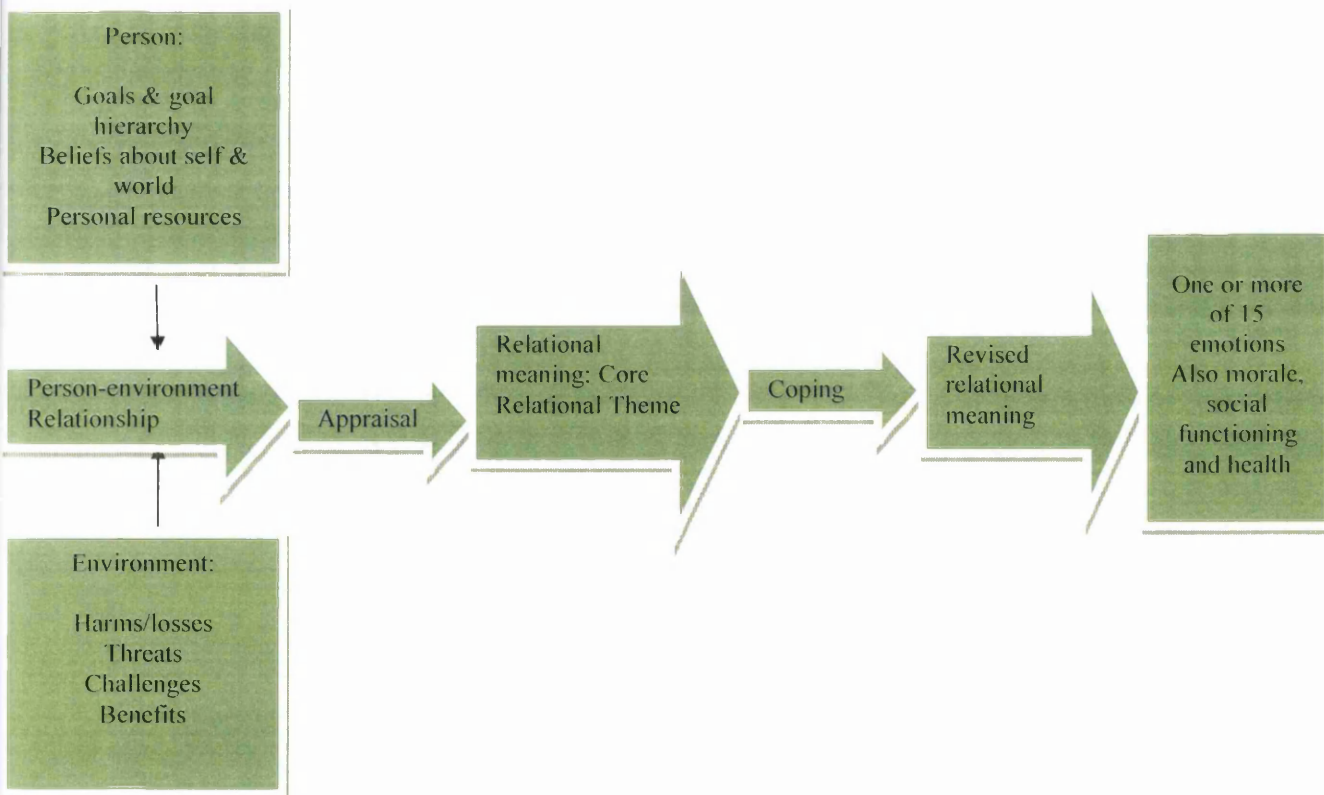 Person:
Goals & goal
hierarchy
Beliefs about self &
world
Personal resources
Person-environment
Relationship
Appraisal
Relational
meaning: Core
Relational Theme
Coping
Revised
relational
meaning
One or more
of 15
emotions
Also morale,
social
functioning
and health
Environment:
Harms/losses
Threats
Challenges
Benefits